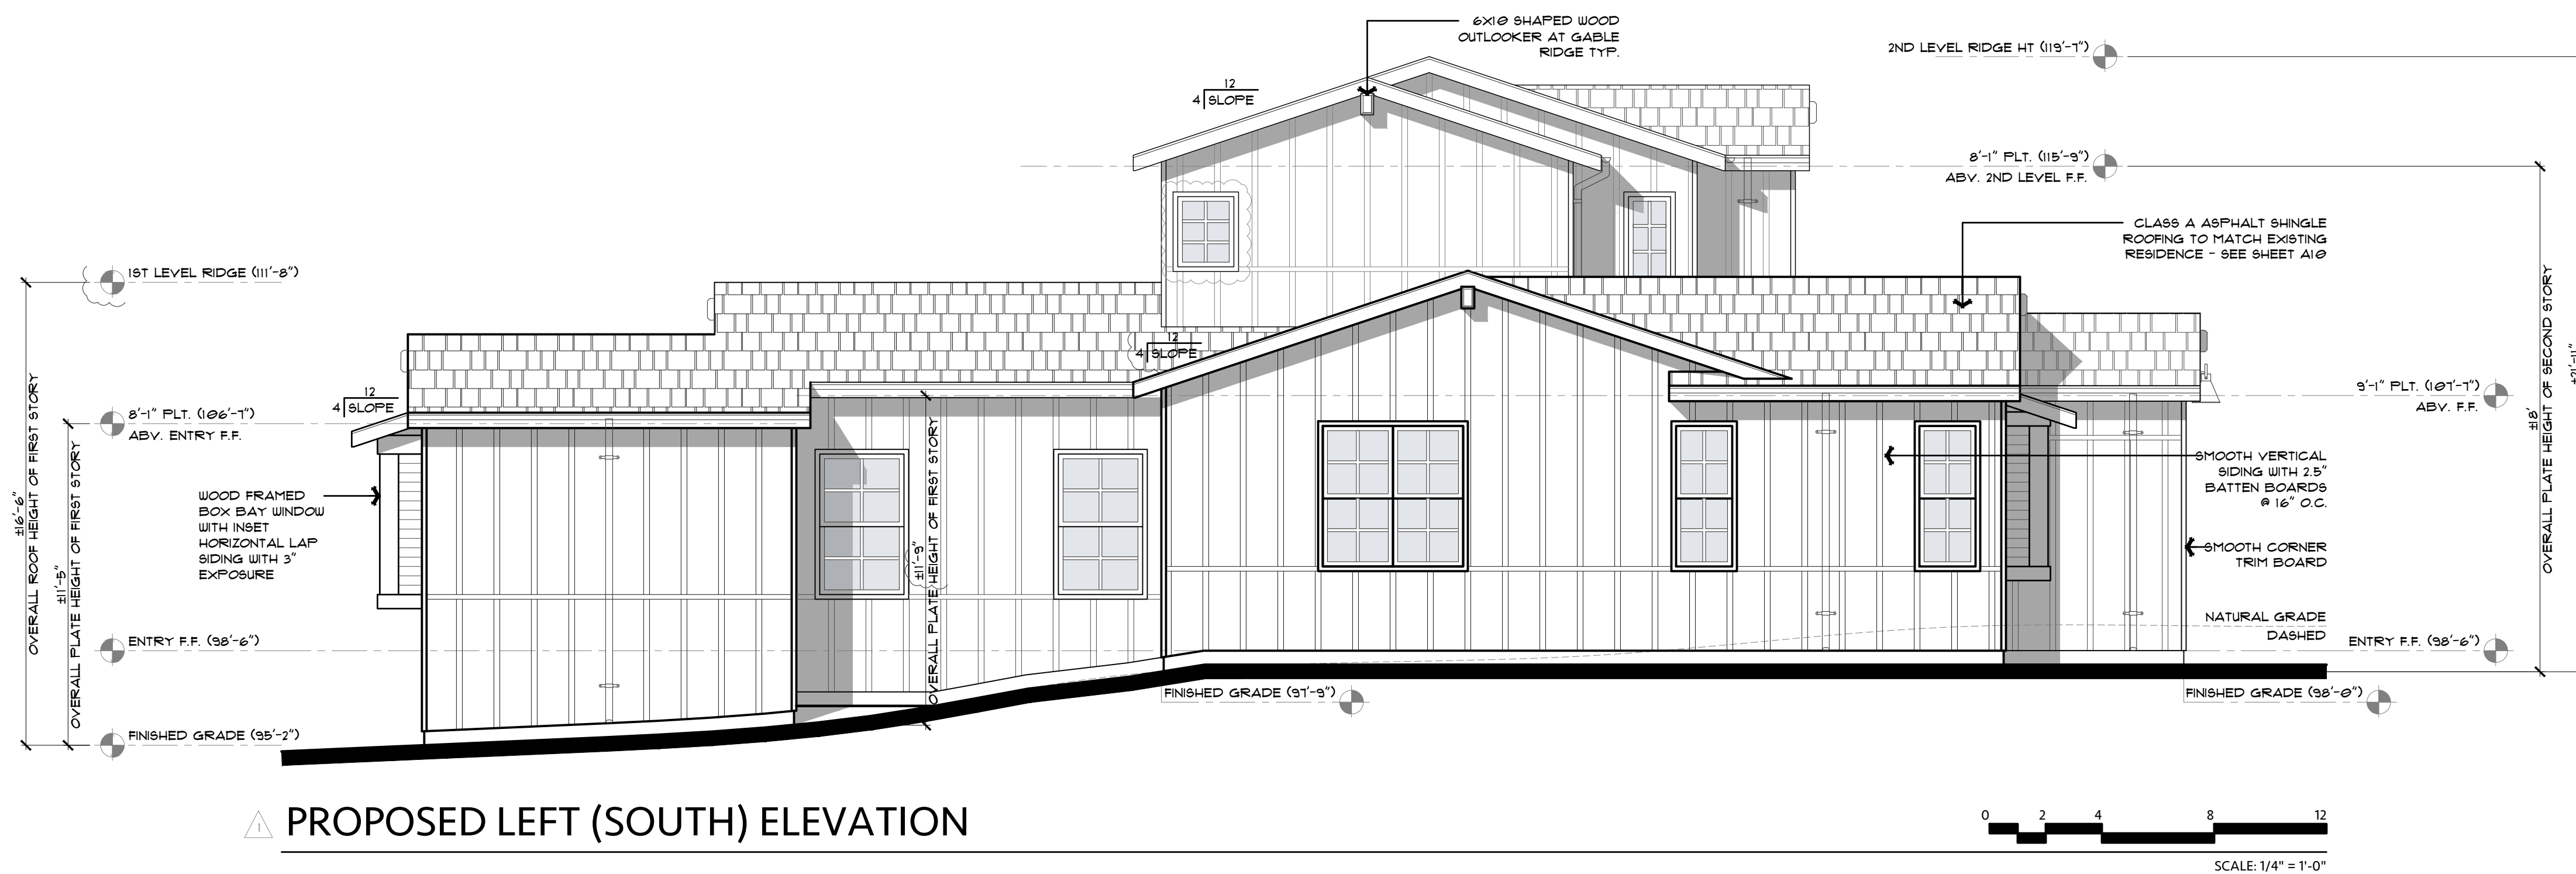 6X10 SHAPED WOOD
OUTLOOKER AT GABLE
RIDGE TYP.
2ND LEVEL RIDGE HT (119'-7")
12
4 SLOPE
8'-1" PLT. (115'-9")
ABV. 2ND LEVEL F.F.
CLASS A ASPHALT SHINGLE
ROOFING TO MATCH EXISTING
RESIDENCE - SEE SHEET A10
1ST LEVEL RIDGE (111'-8")
12
4 SLOPE
12
4 SLOPE
8'-1" PLT. (106'-7")
ABV. ENTRY F.F.
9'-1" PLT. (107'-7")
ABV. F.F.
±16'-6"
OVERALL ROOF HEIGHT OF FIRST STORY
±11'-5"
OVERALL PLATE HEIGHT OF FIRST STORY
±11'-9"
OVERALL PLATE HEIGHT OF FIRST STORY
±18'
OVERALL PLATE HEIGHT OF SECOND STORY
±21'-11"
WOOD FRAMED
BOX BAY WINDOW
WITH INSET
HORIZONTAL LAP
SIDING WITH 3"
EXPOSURE
SMOOTH VERTICAL
SIDING WITH 2.5"
BATTEN BOARDS
@ 16" O.C.
SMOOTH CORNER
TRIM BOARD
NATURAL GRADE
DASHED
ENTRY F.F. (98'-6")
ENTRY F.F. (98'-6")
FINISHED GRADE (97'-9")
FINISHED GRADE (98'-0")
FINISHED GRADE (95'-2")
1 PROPOSED LEFT (SOUTH) ELEVATION
0 2 4 8 12
SCALE: 1/4" = 1'-0"